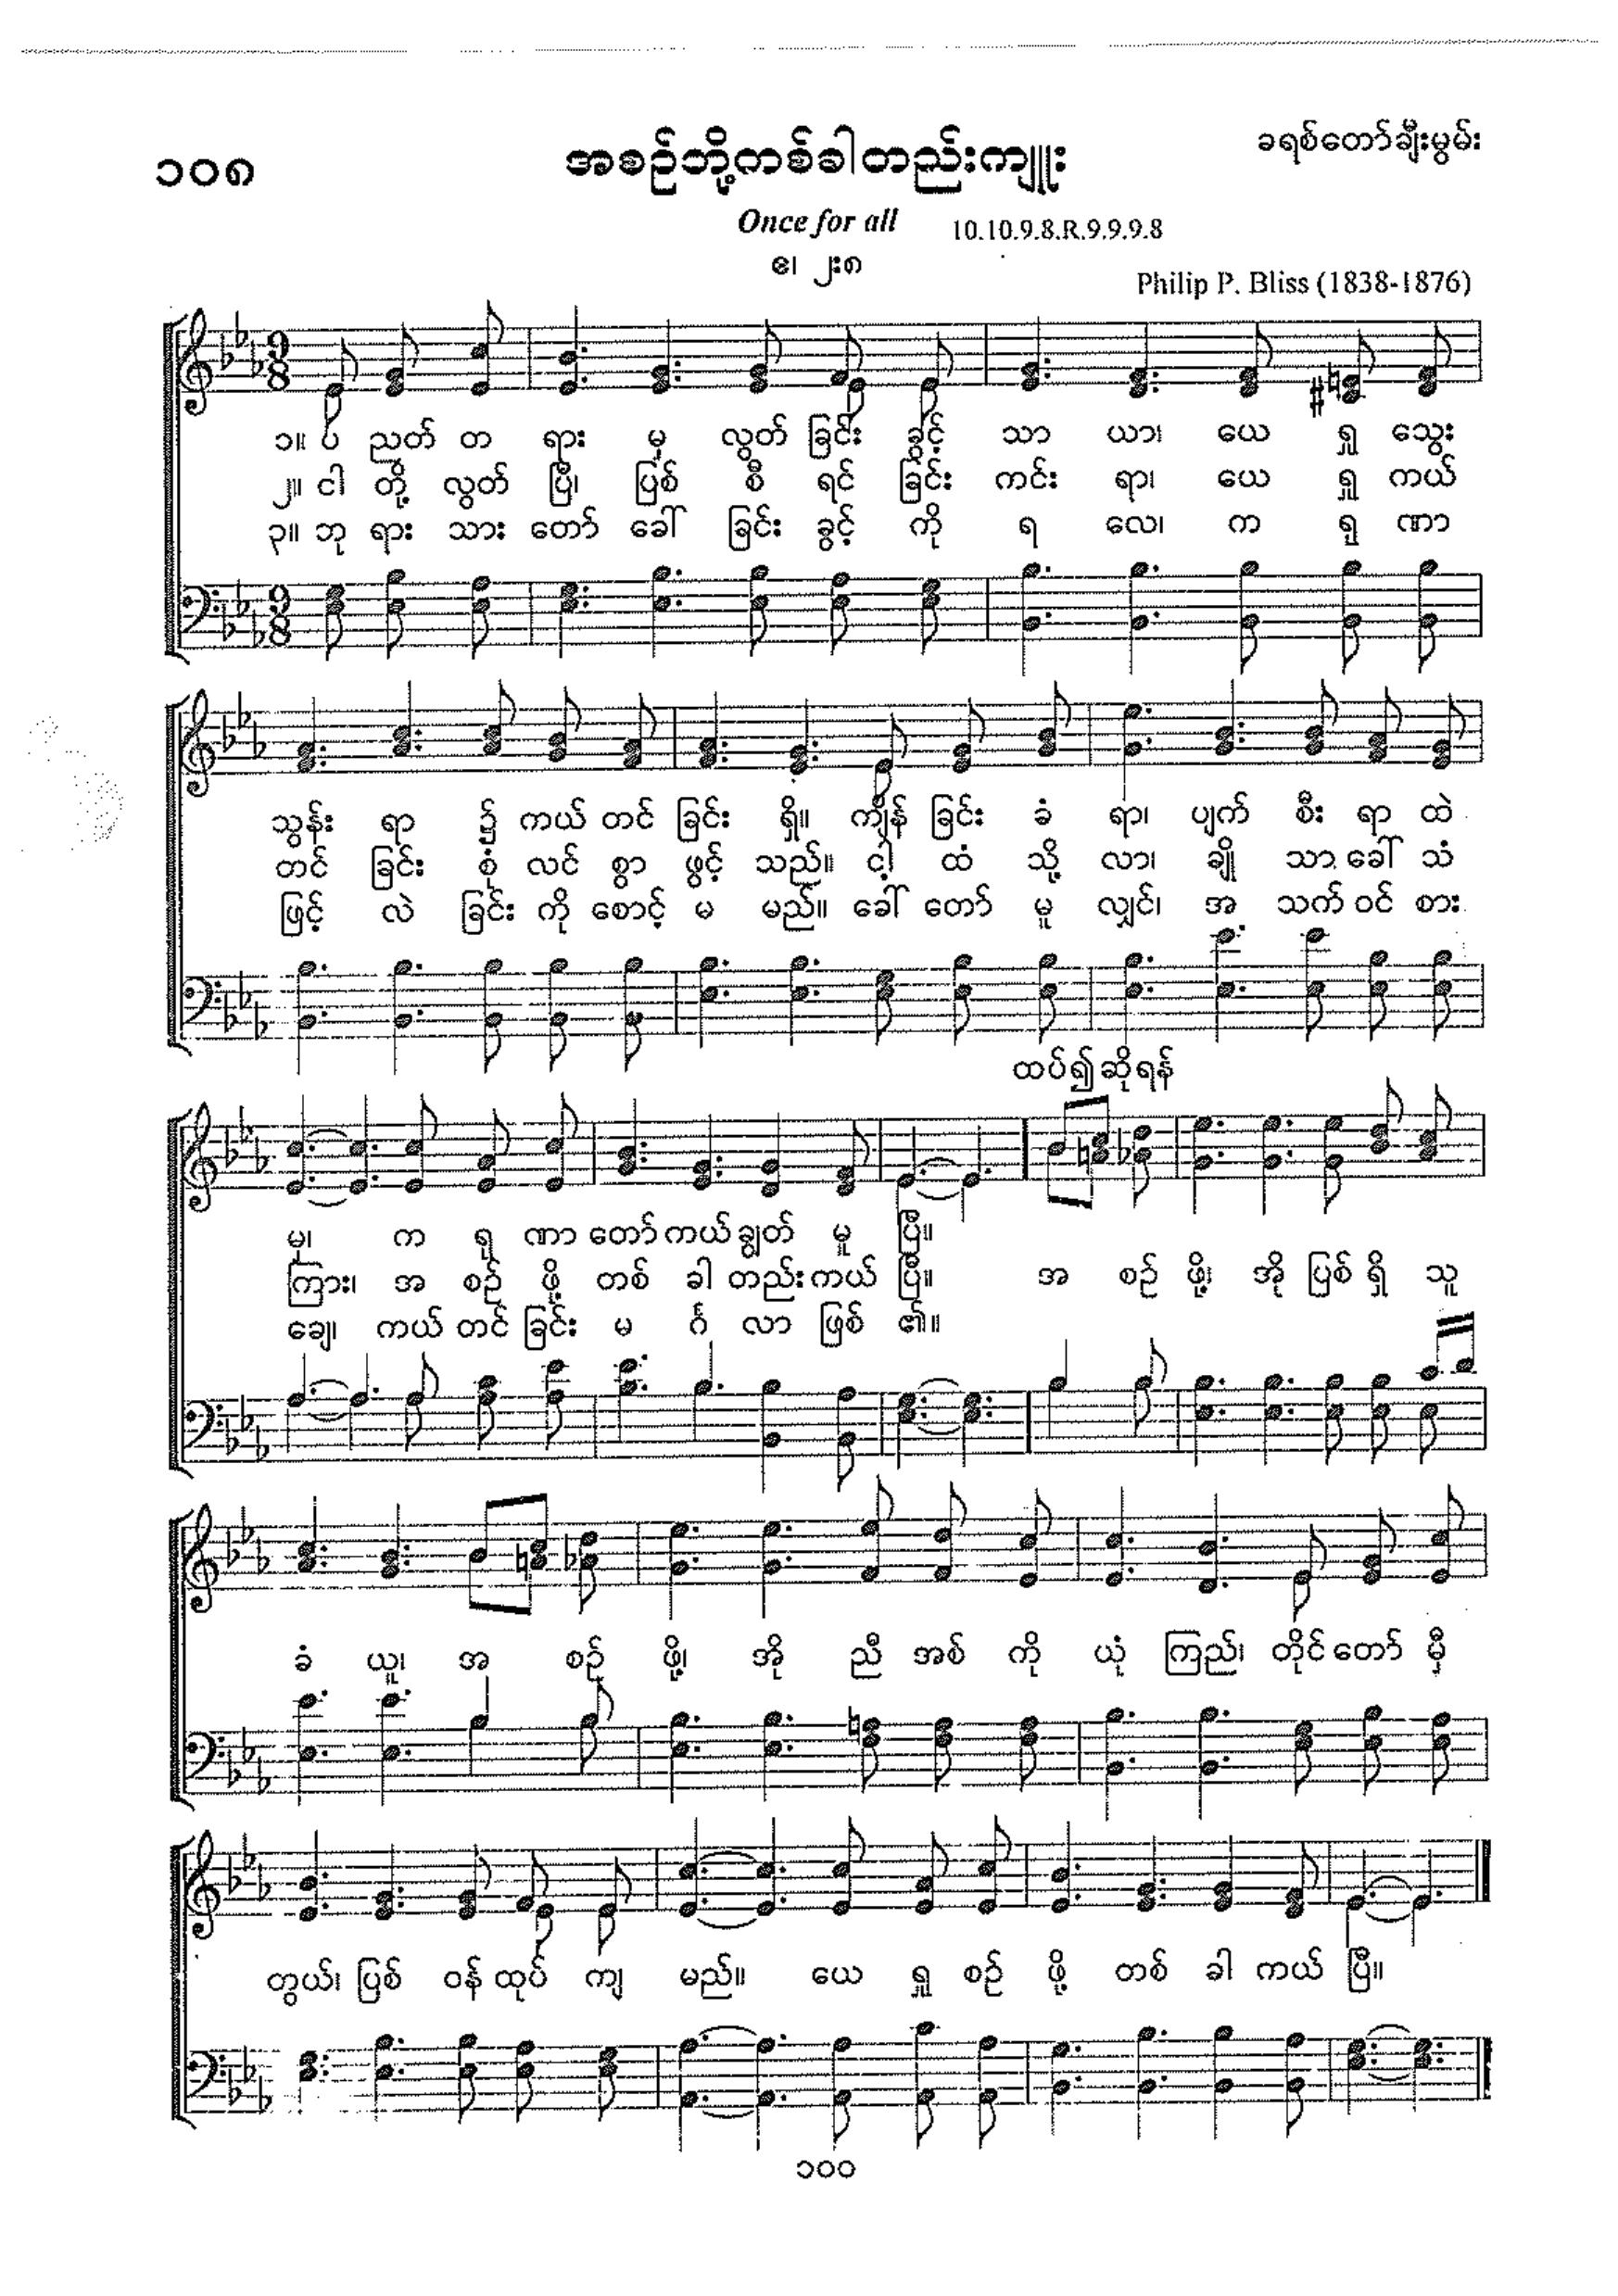 ၁၀၈
အစဉ်ဘို့ကစ်ခါတည်းကျူး
ခရစ်တော်ချီးမွမ်း
Once for all 10.10.9.8.R.9.9.9.8
ဧ၊ ၂း၈
Philip P. Bliss (1838-1876)
၁။ ပ ညတ် တ ရား မှ လွတ် ခြင်း ခွင့် သာ ယာ၊ ယေ ရှု သွေး
၂။ ငါ တို့ လွတ် ပြီ၊ ပြစ် စီ ရင် ခြင်း ကင်း ရာ၊ ယေ ရှု ကယ်
၃။ ဘု ရား သား တော် ခေါ် ခြင်း ခွင့် ကို ရ လေ၊ က ရု ဏာ
သွန်း ရာ ၌ ကယ် တင် ခြင်း ရှိ။ ကျိန် ခြင်း ခံ ရာ၊ ပျက် စီး ရာ ထဲ
တင် ခြင်း စုံ လင် စွာ ဖွင့် သည်။ ငါ့ ထံ သို့ လာ၊ ချို သာ ခေါ် သံ
ဖြင့် လဲ ခြင်း ကို စောင့် မ မည်။ ခေါ် တော် မူ လျှင်၊ အ သက် ဝင် စား
ထပ်၍ဆိုရန်
မှ၊ က ရု ဏာ တော် ကယ် ချွတ် မူ ပြီ။
ကြား၊ အ စဉ် ဖို့ တစ် ခါ တည်း ကယ် ပြီ။ အ စဉ် ဖို့၊ အို ပြစ် ရှိ သူ
ချေ၊ ကယ် တင် ခြင်း မ င်္ဂ လာ ဖြစ် ၏။
ခံ ယူ၊ အ စဉ် ဖို့၊ အို ညီ အစ် ကို ယုံ ကြည်၊ တိုင် တော် မှီ
တွယ်၊ ပြစ် ဝန် ထုပ် ကျ မည်။ ယေ ရှု စဉ် ဖို့ တစ် ခါ ကယ် ပြီ။
၁၀၀